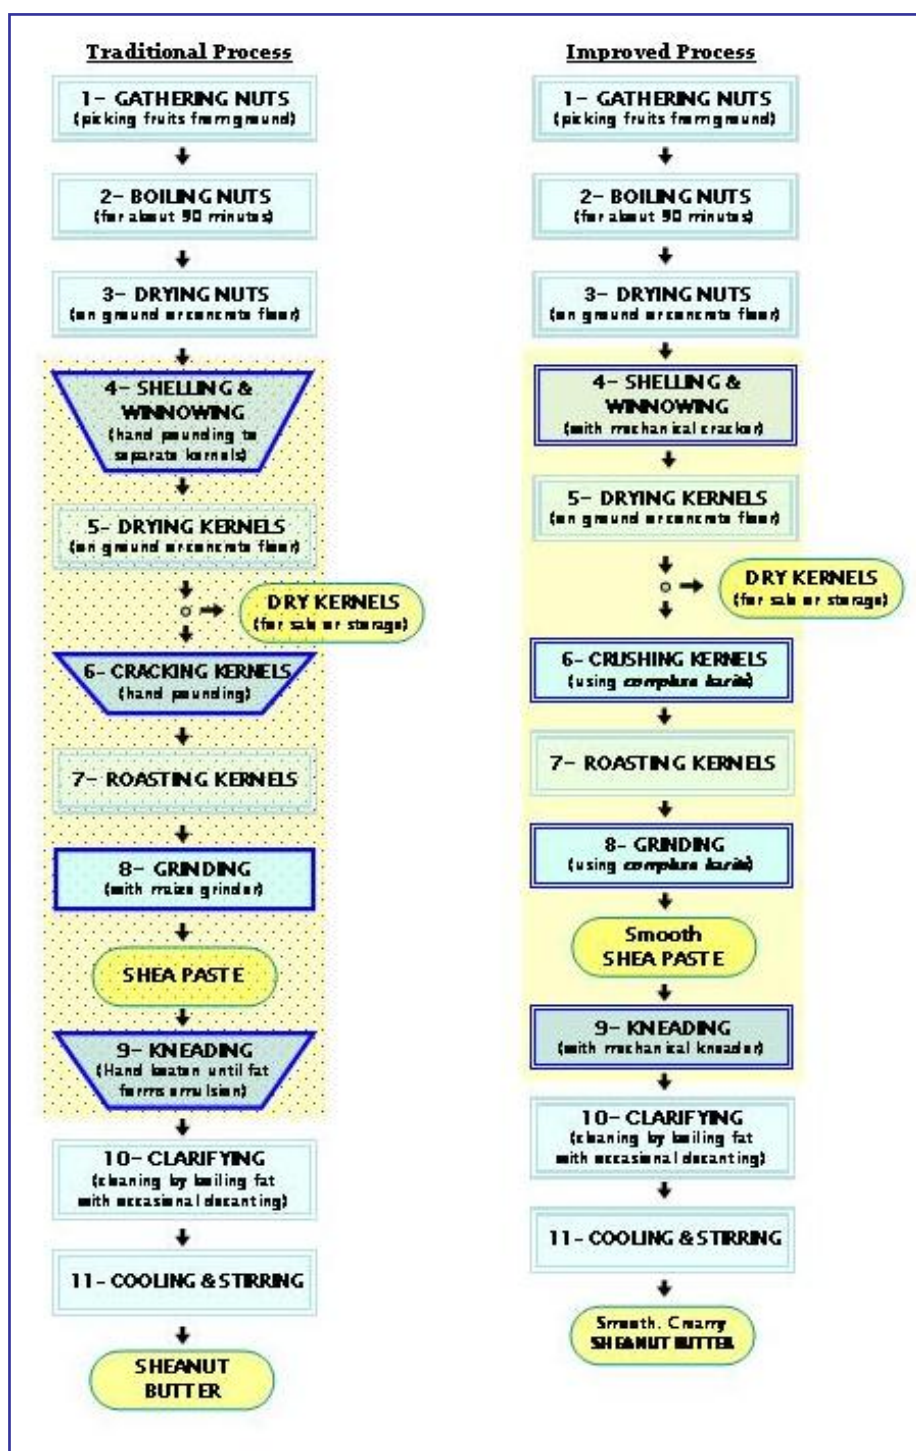 Traditional Process
1- GATHERING NUTS
(picking fruits from ground)
2- BOILING NUTS
(for about 90 minutes)
3- DRYING NUTS
(on ground or concrete floor)
4- SHELLING &
WINNOWING
(hand pounding to
separate kernels)
5- DRYING KERNELS
(on ground or concrete floor)
DRY KERNELS
(for sale or storage)
6- CRACKING KERNELS
(hand pounding)
7- ROASTING KERNELS
8- GRINDING
(with maize grinder)
SHEA PASTE
9- KNEADING
(Hand beaten until fat
forms emulsion)
10- CLARIFYING
(cleaning by boiling fat
with occasional decanting)
11- COOLING & STIRRING
SHEANUT
BUTTER
Improved Process
1- GATHERING NUTS
(picking fruits from ground)
2- BOILING NUTS
(for about 90 minutes)
3- DRYING NUTS
(on ground or concrete floor)
4- SHELLING &
WINNOWING
(with mechanical cracker)
5- DRYING KERNELS
(on ground or concrete floor)
DRY KERNELS
(for sale or storage)
6- CRUSHING KERNELS
(using karité)
7- ROASTING KERNELS
8- GRINDING
(using karité)
Smooth
SHEA PASTE
9- KNEADING
(with mechanical kneader)
10- CLARIFYING
(cleaning by boiling fat
with occasional decanting)
11- COOLING & STIRRING
Smooth, Creamy
SHEANUT BUTTER